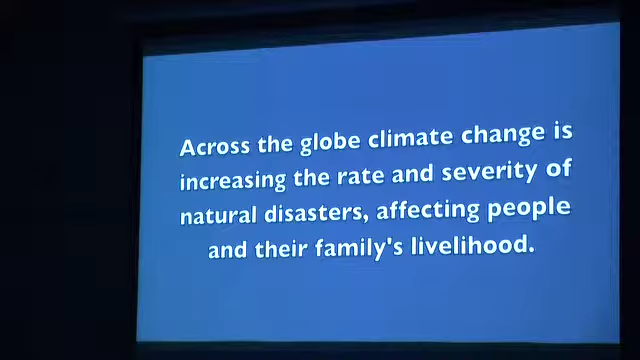 Across the globe climate change is
increasing the rate and severity of
natural disasters, affecting people
and their family's livelihood.